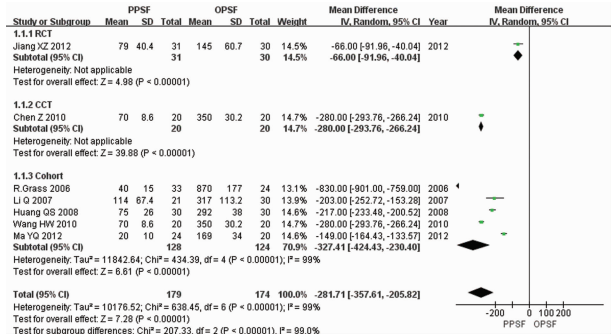 PPSF OPSF Mean Difference Mean Difference
Study or Subgroup Mean SD Total Mean SD Total Weight IV, Random, 95% CI Year IV, Random, 95% CI
1.1.1 RCT
Jiang XZ 2012 79 40.4 31 145 60.7 30 14.5% -66.00 [-91.96, -40.04] 2012
Subtotal (95% CI) 31 30 14.5% -66.00 [-91.96, -40.04]
Heterogeneity: Not applicable
Test for overall effect: Z = 4.98 (P < 0.00001)
1.1.2 CCT
Chen Z 2010 70 8.6 20 350 30.2 20 14.7% -280.00 [-293.76, -266.24] 2010
Subtotal (95% CI) 20 20 14.7% -280.00 [-293.76, -266.24]
Heterogeneity: Not applicable
Test for overall effect: Z = 39.88 (P < 0.00001)
1.1.3 Cohort
R.Grass 2006 40 15 33 870 177 24 13.1% -830.00 [-901.00, -759.00] 2006
Li Q 2007 114 67.4 21 317 113.2 30 14.0% -203.00 [-252.72, -153.28] 2007
Huang QS 2008 75 26 30 292 38 30 14.6% -217.00 [-233.48, -200.52] 2008
Wang HW 2010 70 8.6 20 350 30.2 20 14.7% -280.00 [-293.76, -266.24] 2010
Ma YQ 2012 20 10 24 169 34 20 14.6% -149.00 [-164.43, -133.57] 2012
Subtotal (95% CI) 128 124 70.9% -327.41 [-424.43, -230.40]
Heterogeneity: Tau² = 11842.64; Chi² = 434.39, df = 4 (P < 0.00001); I² = 99%
Test for overall effect: Z = 6.61 (P < 0.00001)
Total (95% CI) 179 174 100.0% -281.71 [-357.61, -205.82]
Heterogeneity: Tau² = 10176.52; Chi² = 638.45, df = 6 (P < 0.00001); I² = 99%
Test for overall effect: Z = 7.28 (P < 0.00001)
Test for subgroup differences: Chi² = 207.33, df = 2 (P < 0.00001), I² = 99.0%
-200 -100 0 100 200
PPSF OPSF